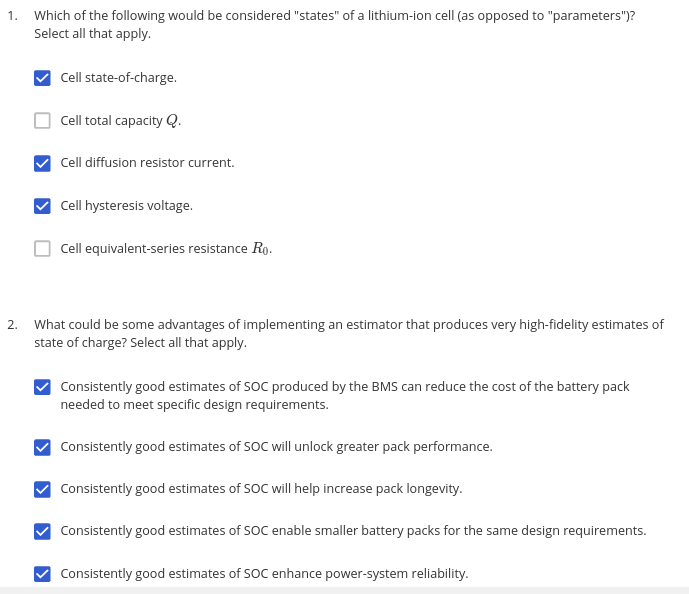 1. Which of the following would be considered "states" of a lithium-ion cell (as opposed to "parameters")?
Select all that apply.
Cell state-of-charge.
Cell total capacity Q.
Cell diffusion resistor current.
Cell hysteresis voltage.
Cell equivalent-series resistance R₀.
2. What could be some advantages of implementing an estimator that produces very high-fidelity estimates of
state of charge? Select all that apply.
Consistently good estimates of SOC produced by the BMS can reduce the cost of the battery pack
needed to meet specific design requirements.
Consistently good estimates of SOC will unlock greater pack performance.
Consistently good estimates of SOC will help increase pack longevity.
Consistently good estimates of SOC enable smaller battery packs for the same design requirements.
Consistently good estimates of SOC enhance power-system reliability.